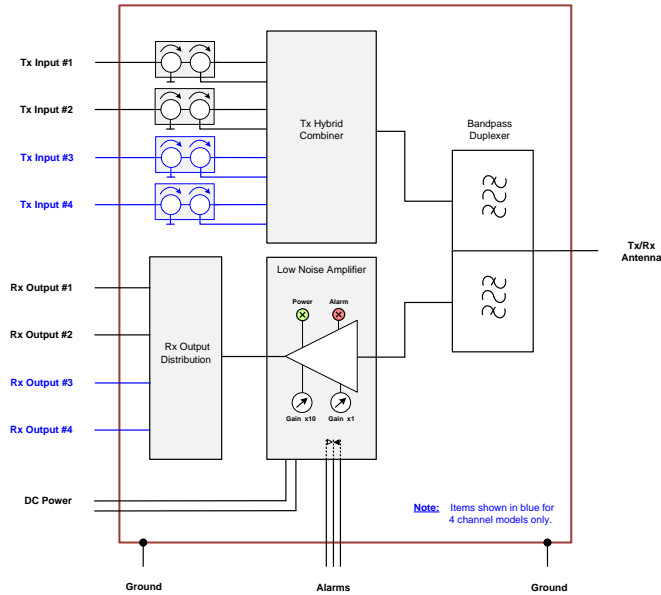 Tx Input #1
Tx Input #2
Tx Input #3
Tx Input #4
Tx Hybrid
Combiner
Bandpass
Duplexer
Tx/Rx
Antenna
Rx Output #1
Rx Output #2
Rx Output #3
Rx Output #4
Rx Output
Distribution
Low Noise Amplifier
Power
Alarm
Gain x10
Gain x1
DC Power
Note: Items shown in blue for
4 channel models only.
Ground
Alarms
Ground